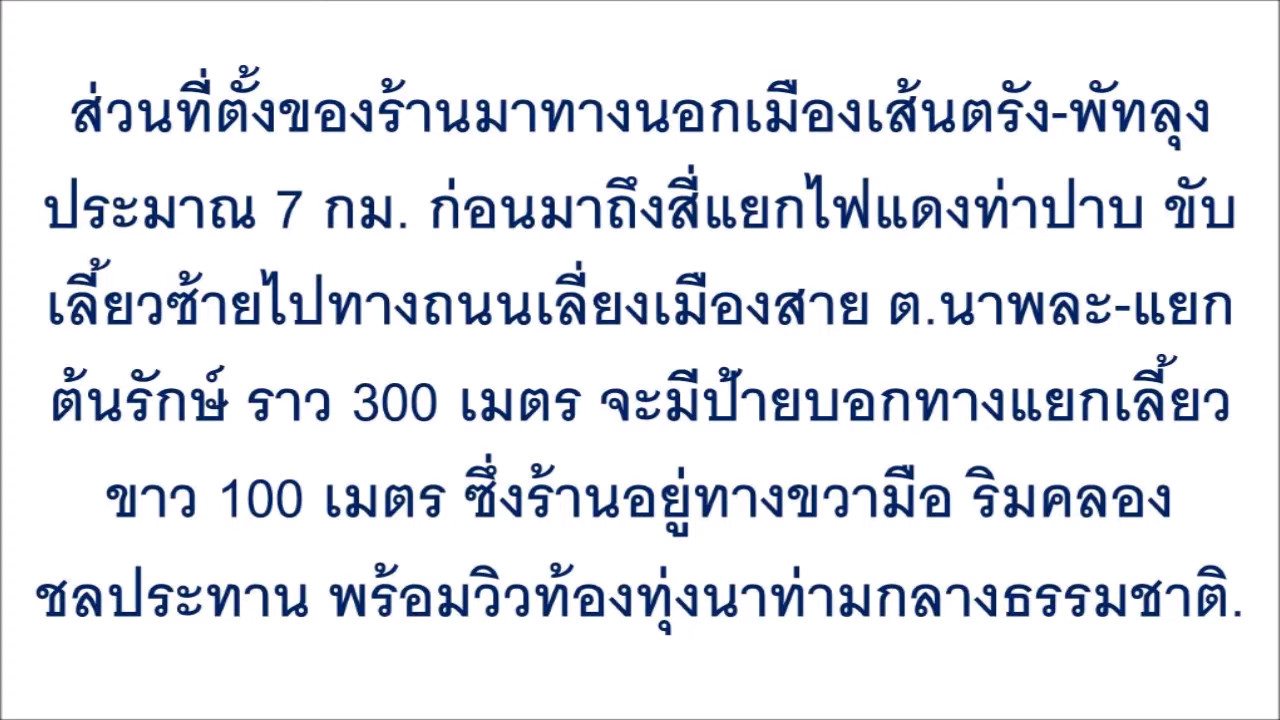 ส่วนที่ตั้งของร้านมาทางนอกเมืองเส้นตรัง-พัทลุง
ประมาณ 7 กม. ก่อนมาถึงสี่แยกไฟแดงท่าปาบ ขับ
เลี้ยวซ้ายไปทางถนนเลี่ยงเมืองสาย ต.นาพละ-แยก
ต้นรักษ์ ราว 300 เมตร จะมีป้ายบอกทางแยกเลี้ยว
ขาว 100 เมตร ซึ่งร้านอยู่ทางขวามือ ริมคลอง
ชลประทาน พร้อมวิวท้องทุ่งนาท่ามกลางธรรมชาติ.